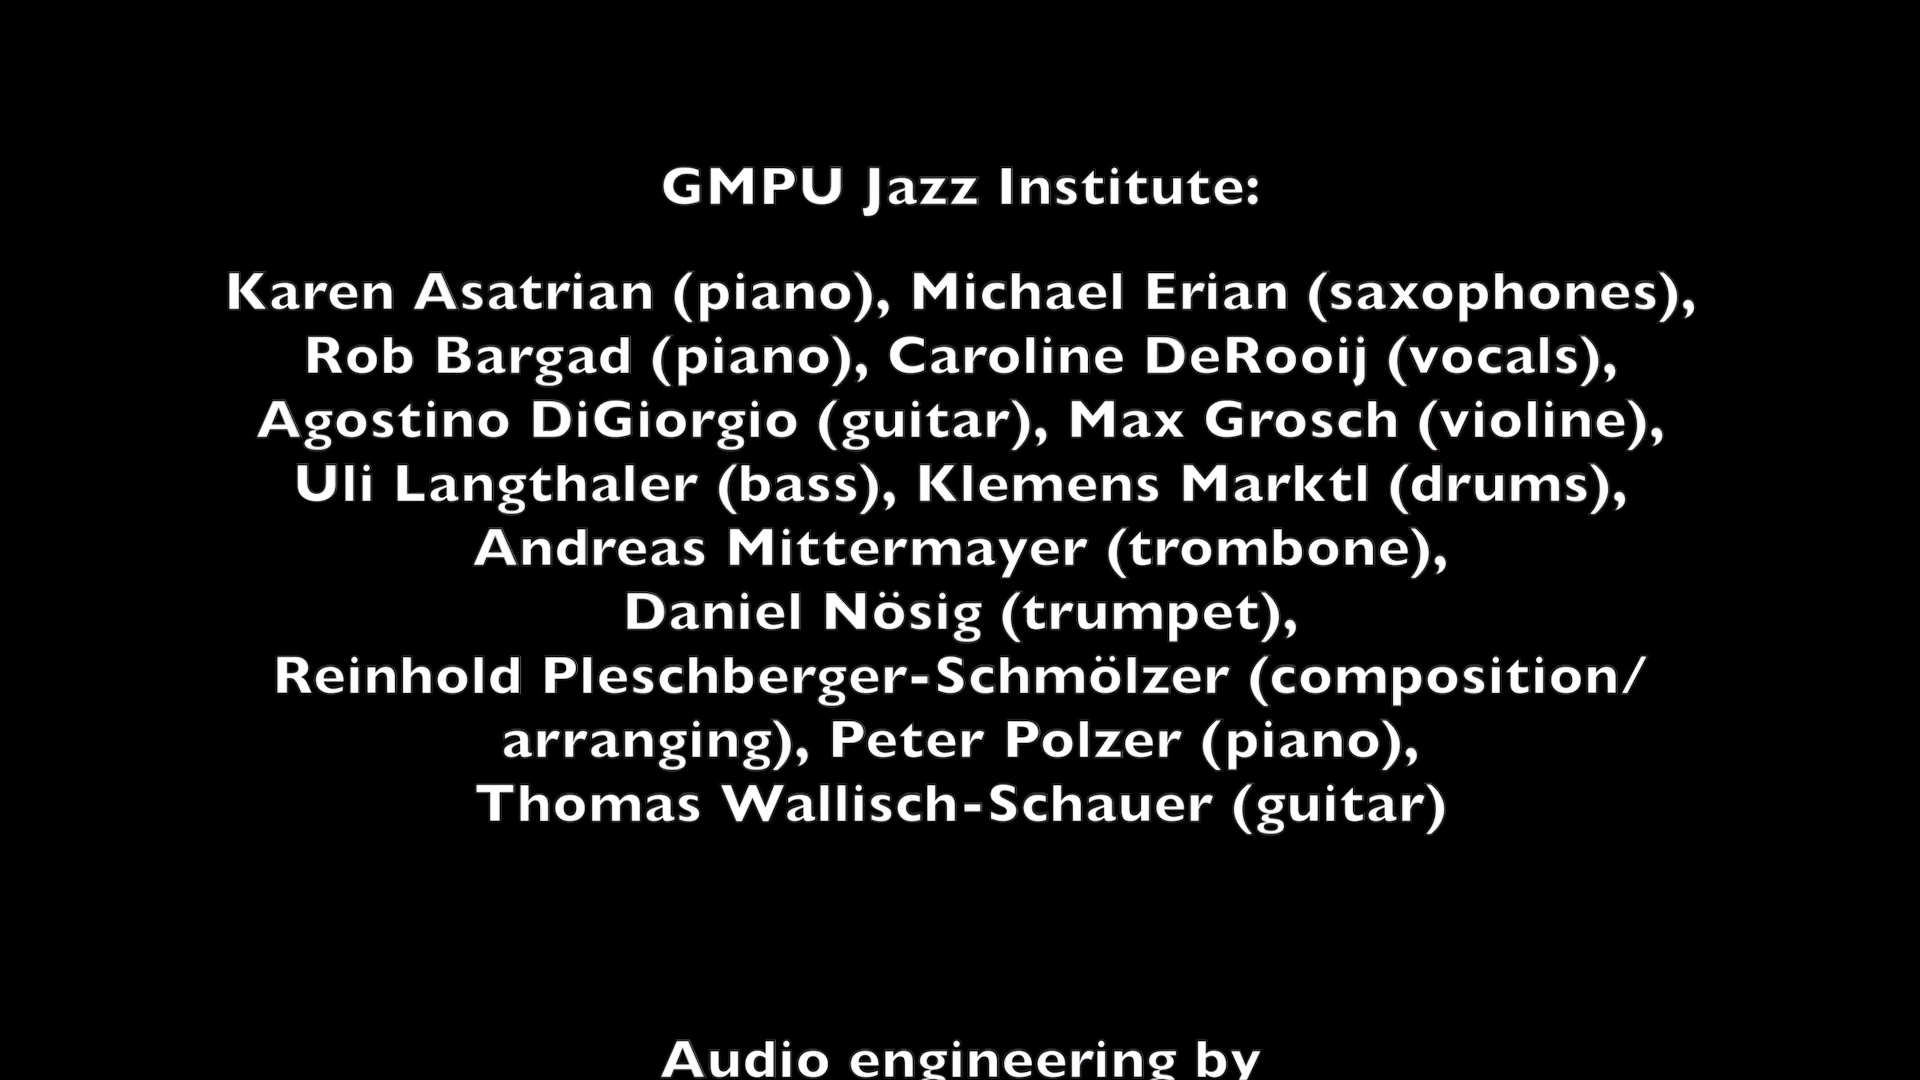 GMPU Jazz Institute:
Karen Asatrian (piano), Michael Erian (saxophones),
Rob Bargad (piano), Caroline DeRooij (vocals),
Agostino DiGiorgio (guitar), Max Grosch (violine),
Uli Langthaler (bass), Klemens Marktl (drums),
Andreas Mittermayer (trombone),
Daniel Nösig (trumpet),
Reinhold Pleschberger-Schmölzer (composition/
arranging), Peter Polzer (piano),
Thomas Wallisch-Schauer (guitar)
Audio engineering by